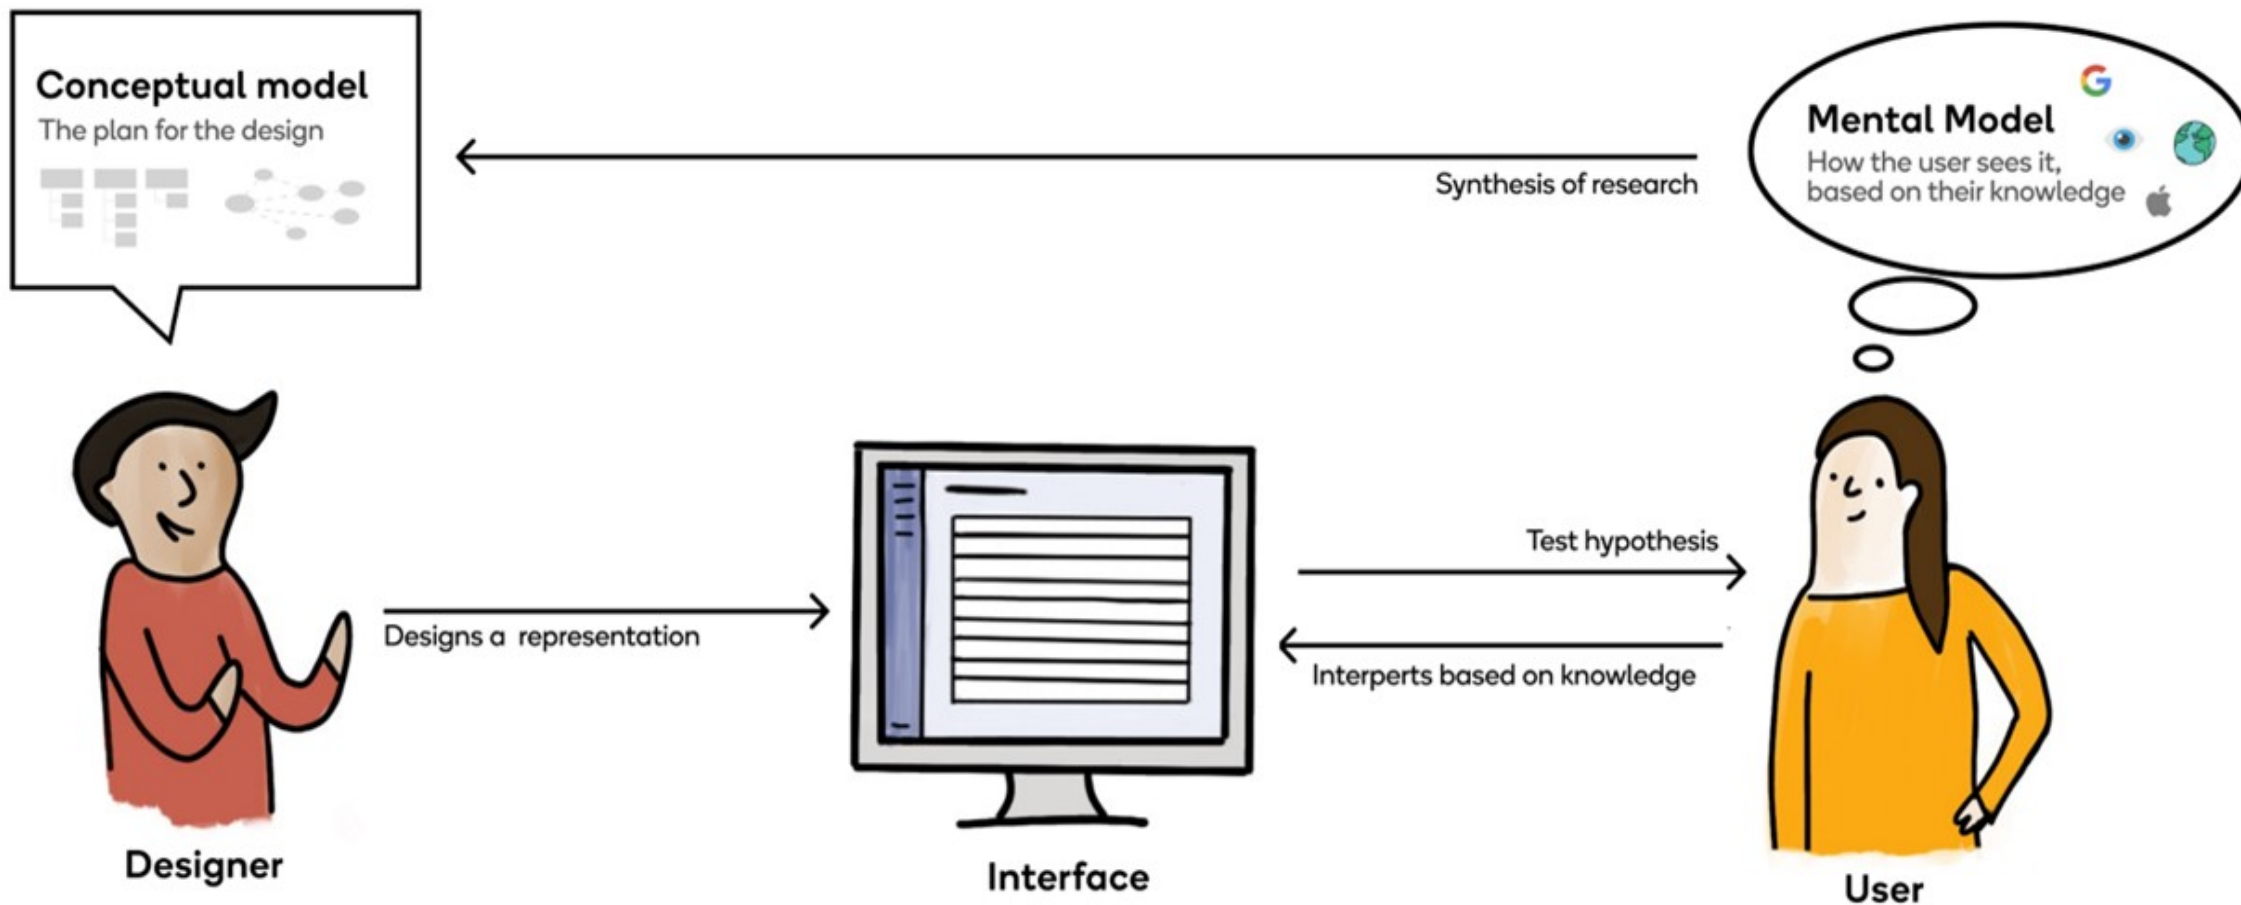 Conceptual model
The plan for the design
Mental Model
How the user sees it,
based on their knowledge
Synthesis of research
Designs a representation
Test hypothesis
Interperts based on knowledge
Designer
Interface
User